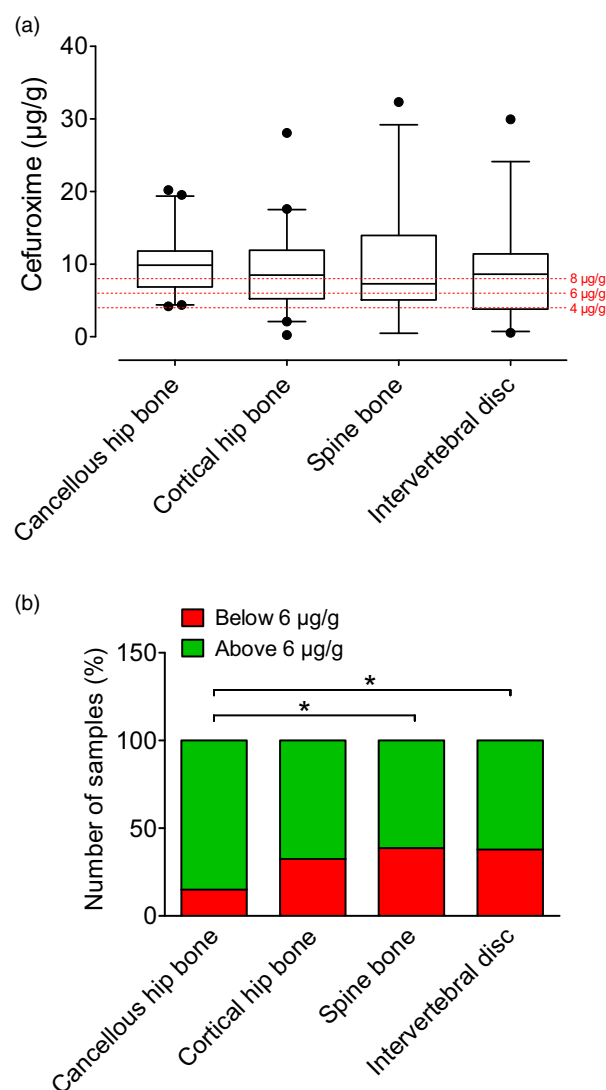 (a)
40
30
20
10
0
Cefuroxime (µg/g)
8 µg/g
6 µg/g
4 µg/g
Cancellous hip bone
Cortical hip bone
Spine bone
Intervertebral disc
(b)
Below 6 µg/g
Above 6 µg/g
150
100
50
0
Number of samples (%)
*
*
Cancellous hip bone
Cortical hip bone
Spine bone
Intervertebral disc